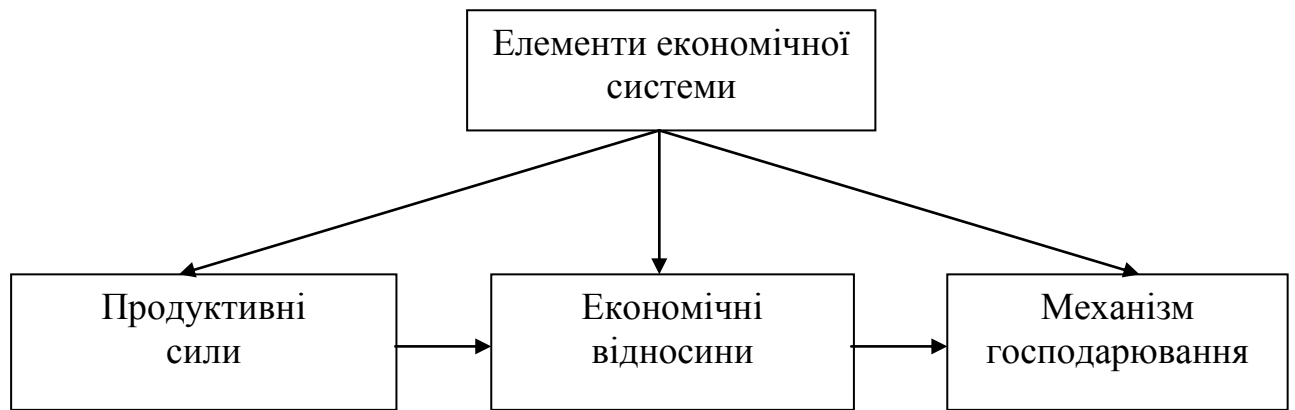 Елементи економічної
системи
Продуктивні
сили
Економічні
відносини
Механізм
господарювання